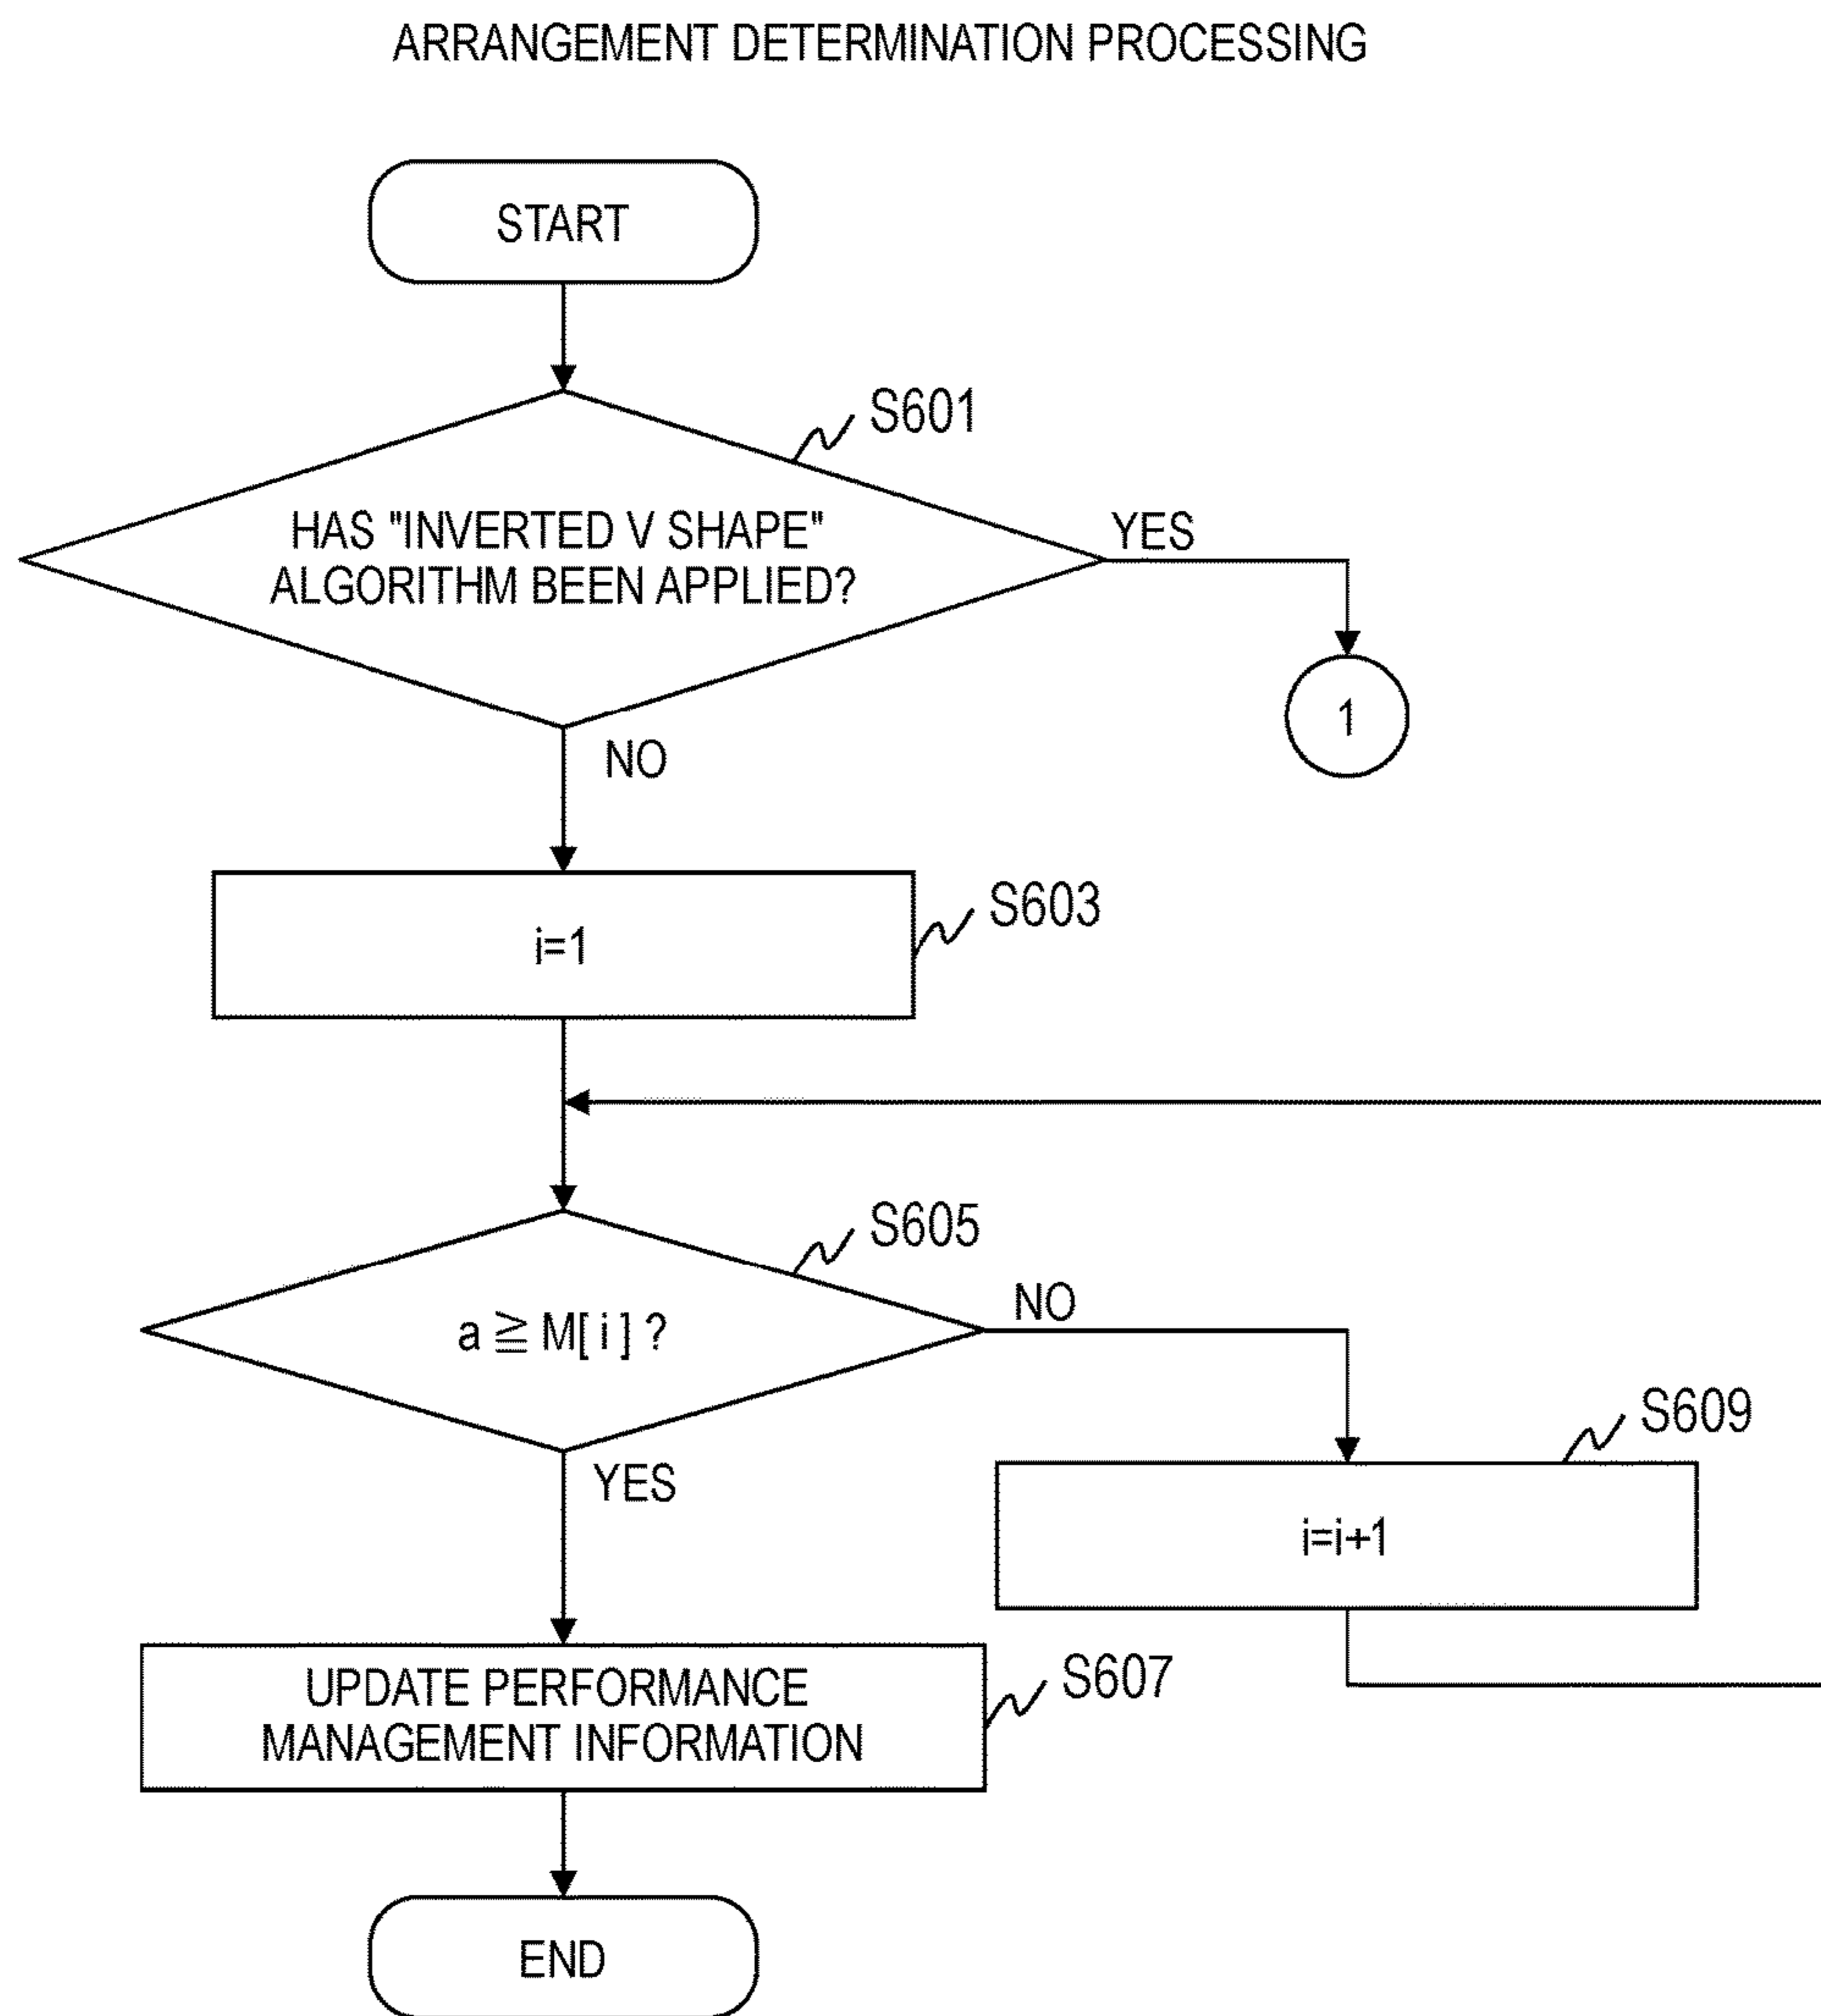 ARRANGEMENT DETERMINATION PROCESSING
START
S601
HAS "INVERTED V SHAPE"
ALGORITHM BEEN APPLIED?
YES
1
NO
S603
i=1
S605
a ≧ M[ i ] ?
NO
YES
S609
i=i+1
S607
UPDATE PERFORMANCE
MANAGEMENT INFORMATION
END